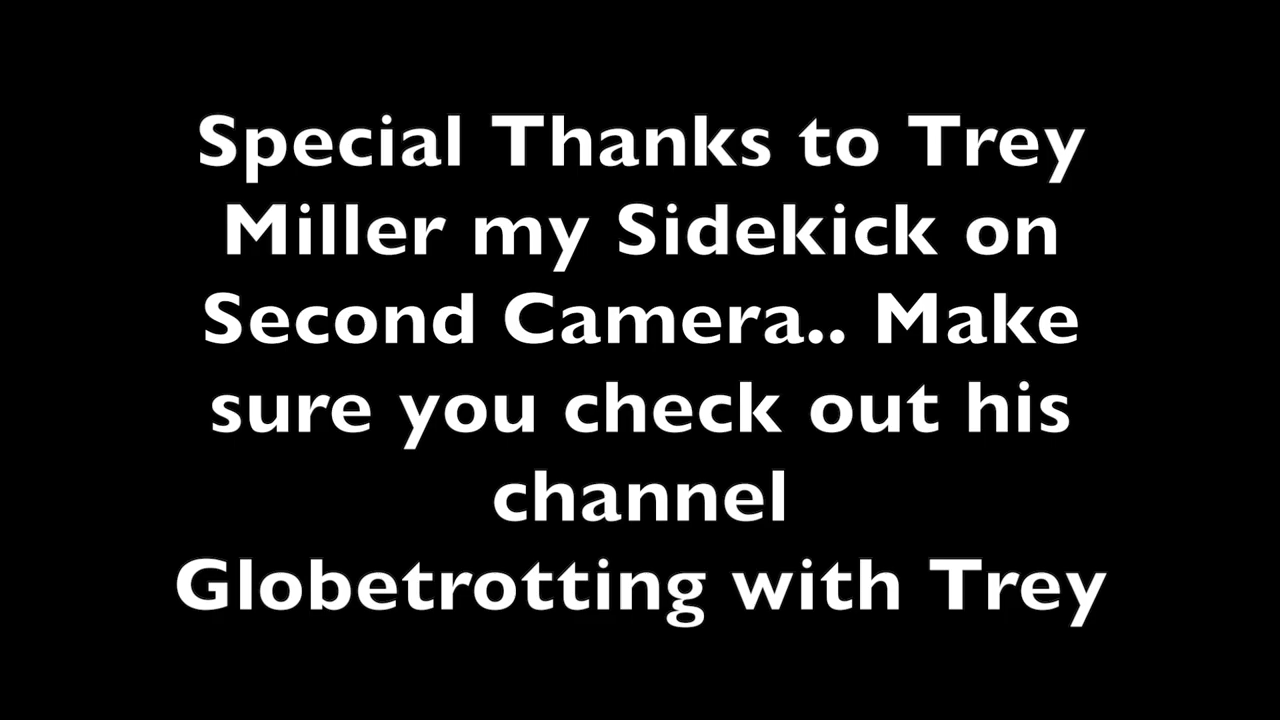 Special Thanks to Trey
Miller my Sidekick on
Second Camera.. Make
sure you check out his
channel
Globetrotting with Trey